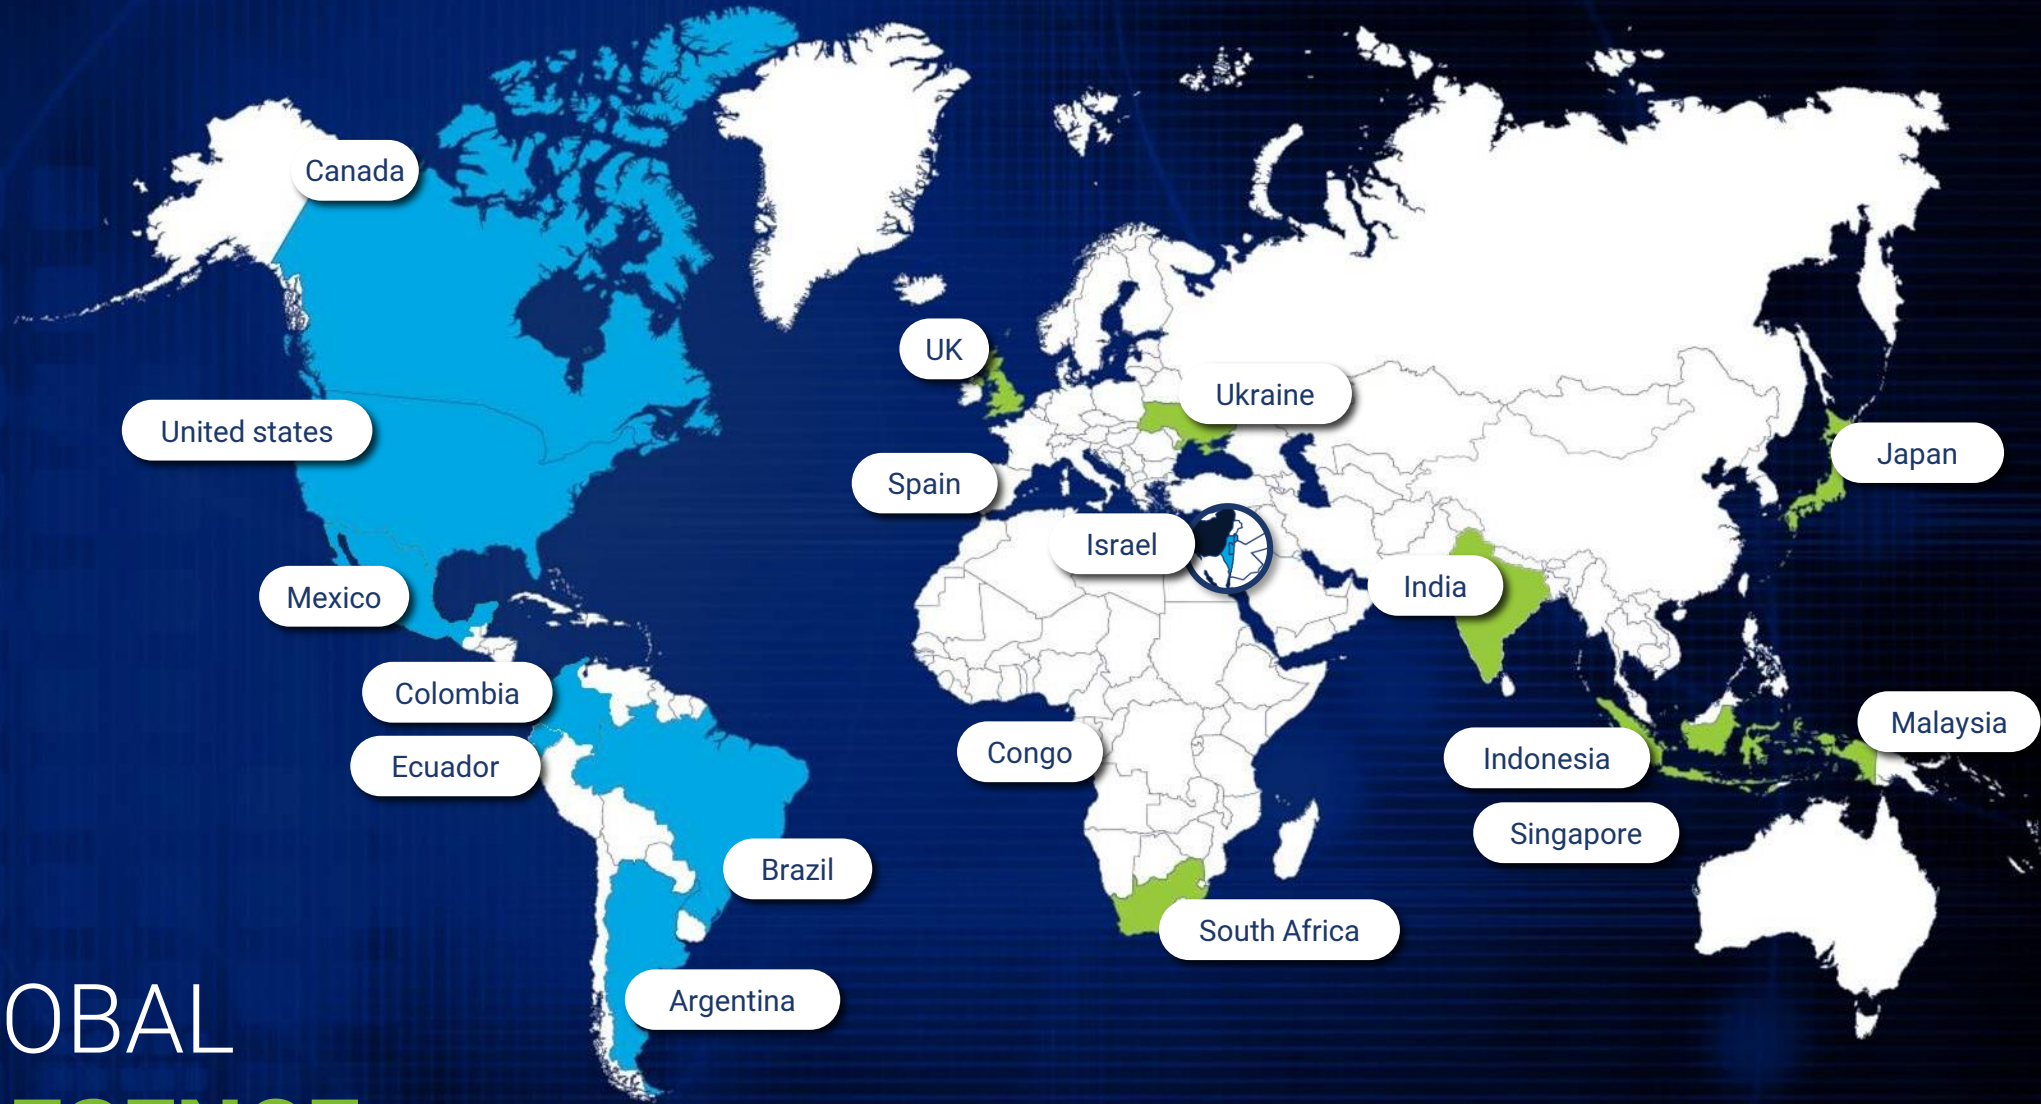 Canada
UK
Ukraine
United states
Japan
Spain
Israel
India
Mexico
Colombia
Malaysia
Congo
Indonesia
Ecuador
Singapore
Brazil
South Africa
Argentina
OBAL